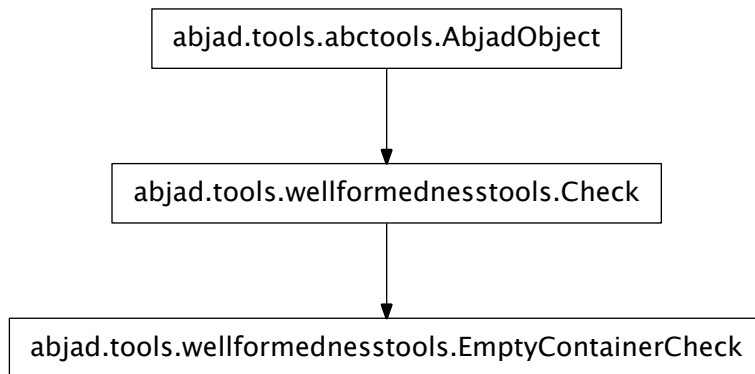 abjad.tools.abctools.AbjadObject
abjad.tools.wellformednesstools.Check
abjad.tools.wellformednesstools.EmptyContainerCheck